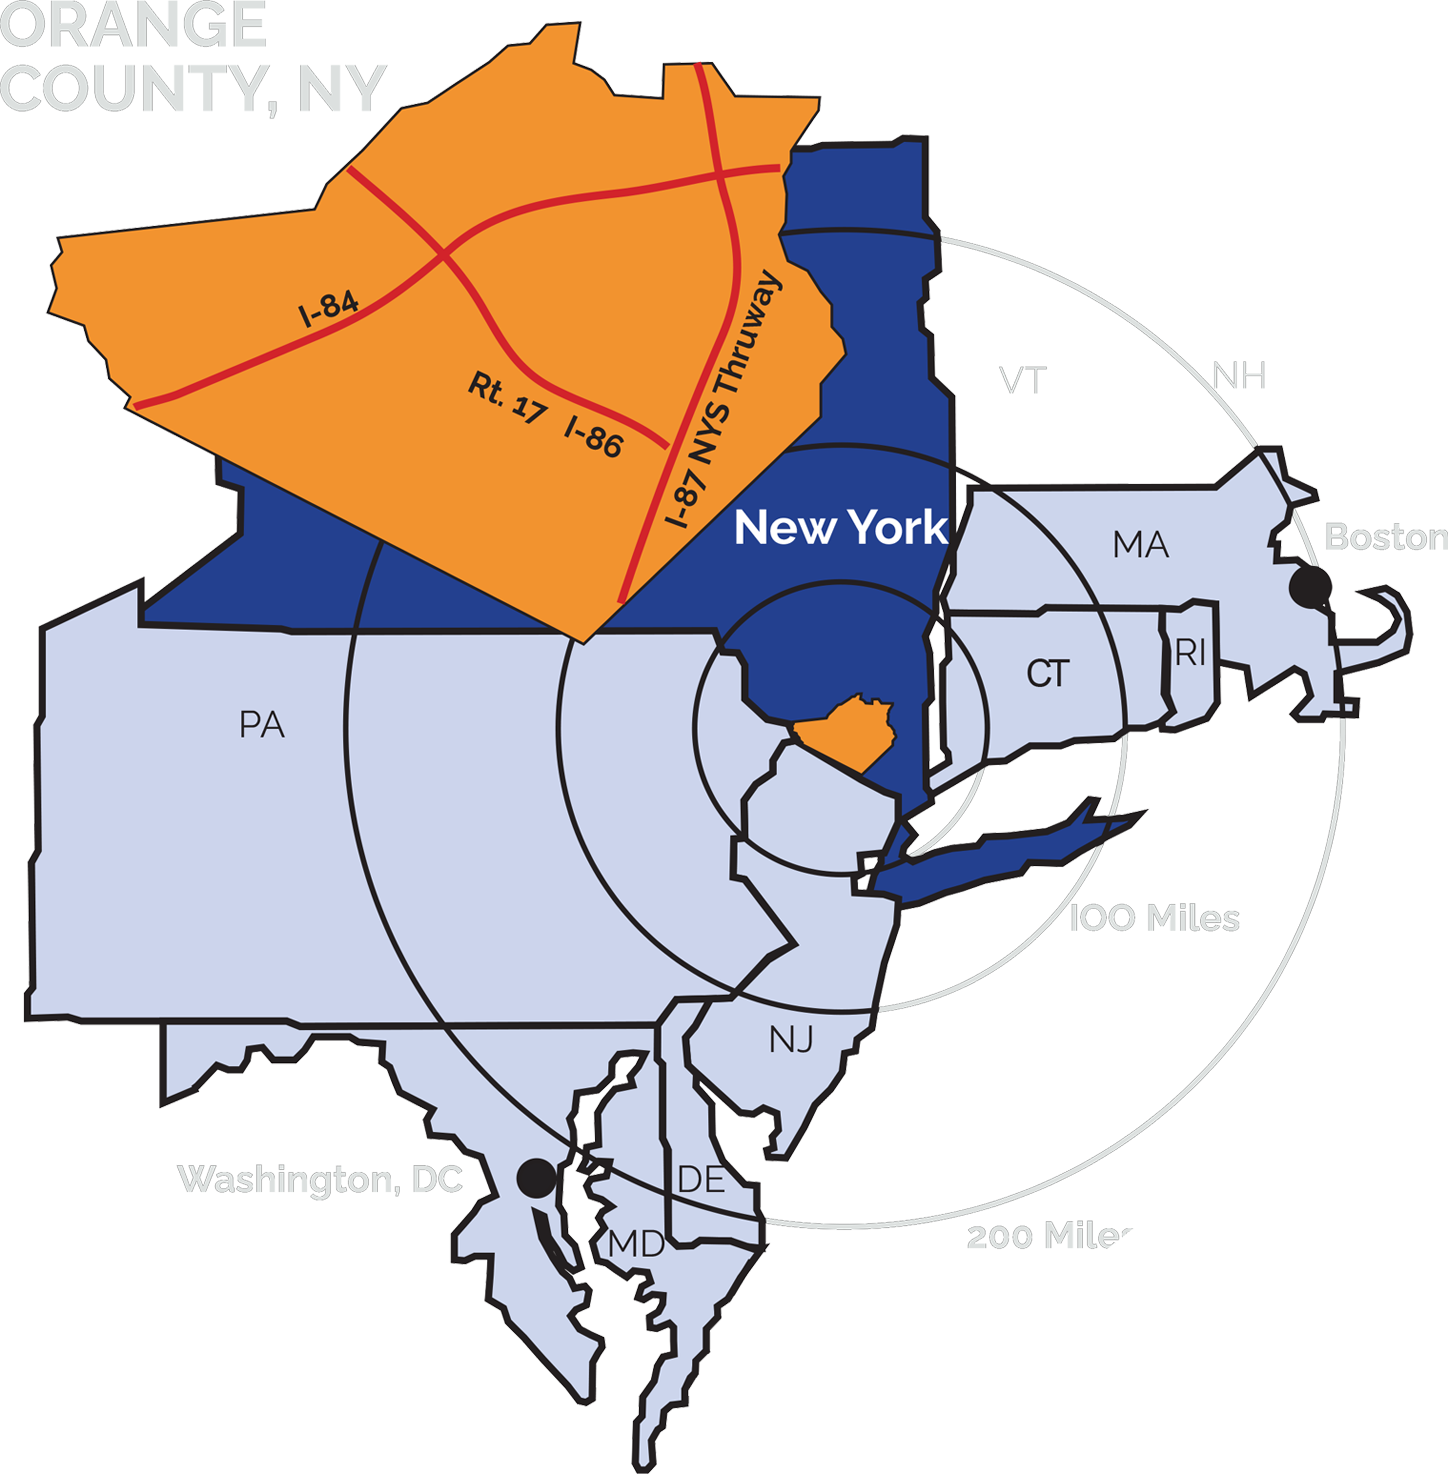 ORANGE
COUNTY, NY
I-84
Rt. 17 I-86
I-87 NYS Thruway
VT
NH
New York
MA
Boston
CT
RI
PA
100 Miles
NJ
Washington, DC
DE
MD
200 Miles